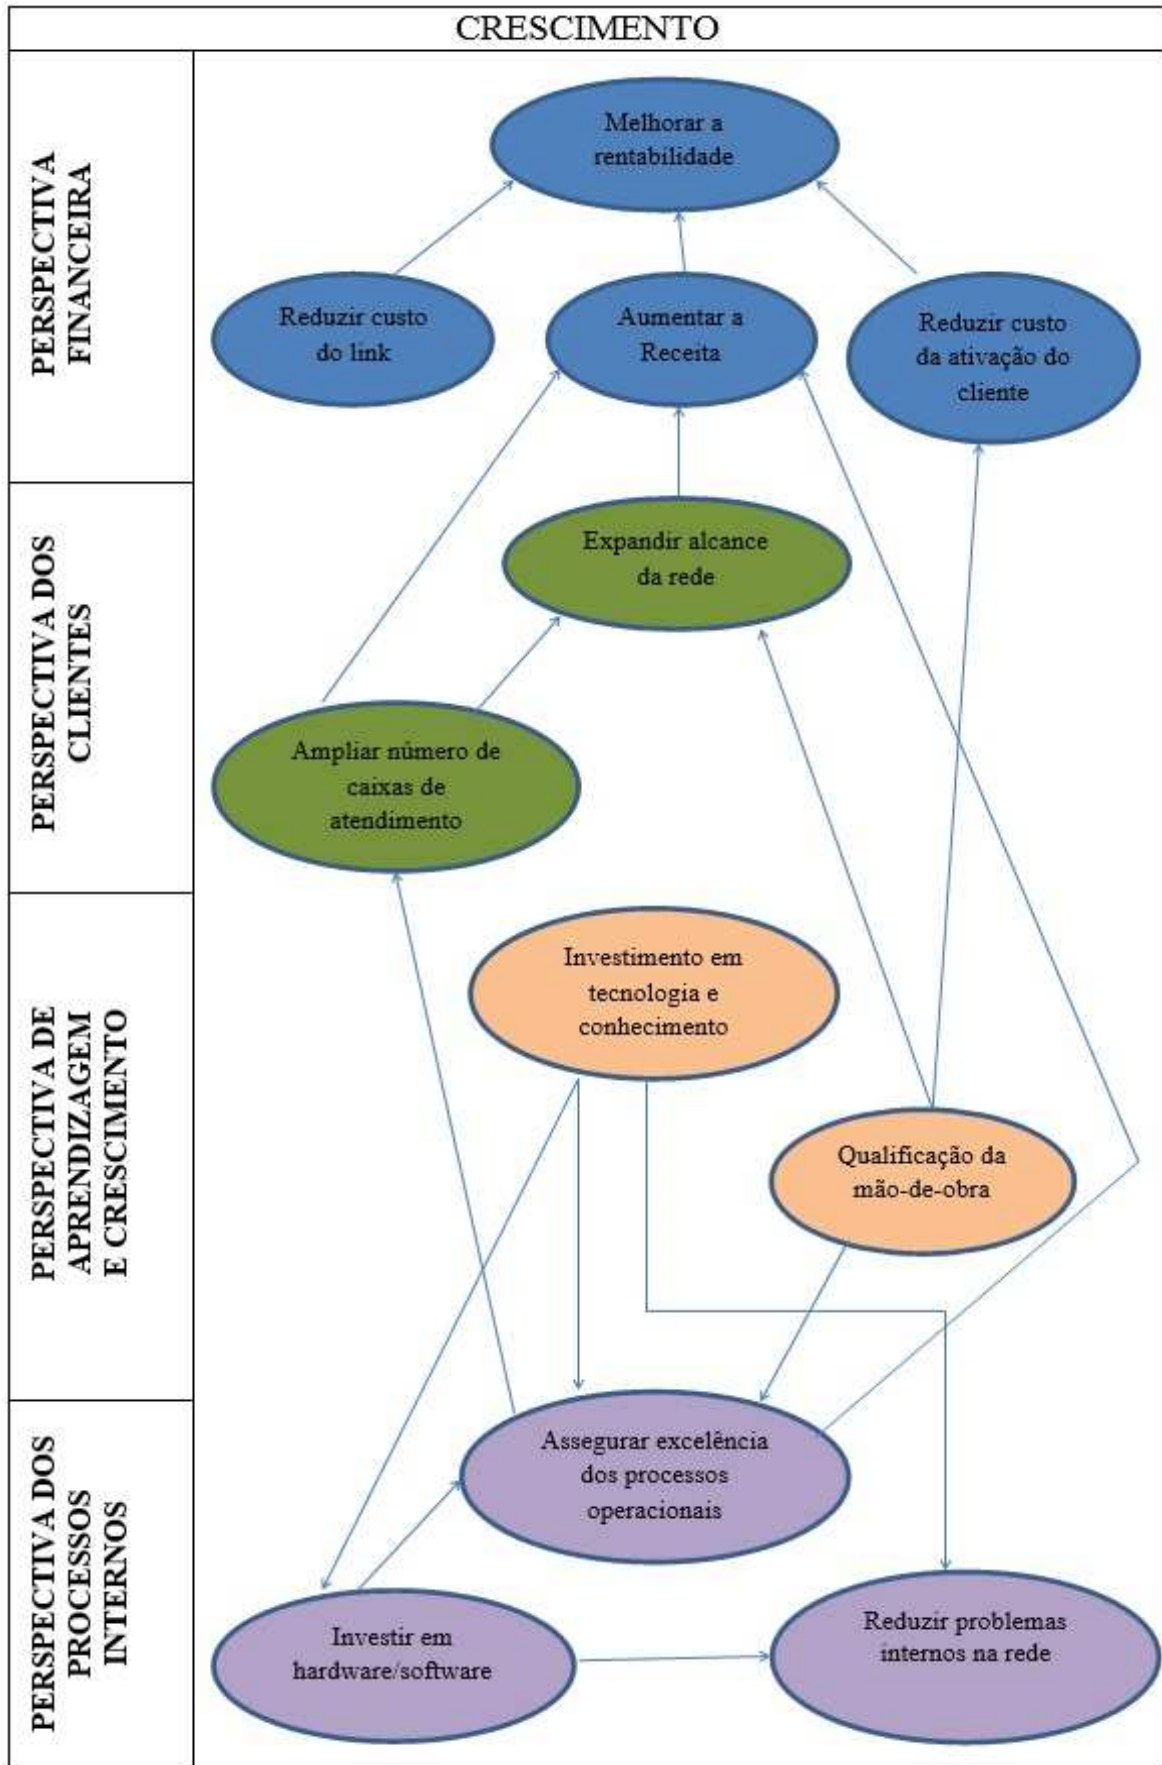 CRESCIMENTO
PERSPECTIVA
FINANCEIRA
Melhorar a
rentabilidade
Reduzir custo
do link
Aumentar a
Receita
Reduzir custo
da ativação do
cliente
PERSPECTIVA DOS
CLIENTES
Expandir alcance
da rede
Ampliar número de
caixas de
atendimento
PERSPECTIVA DE
APRENDIZAGEM
E CRESCIMENTO
Investimento em
tecnologia e
conhecimento
Qualificação da
mão-de-obra
PERSPECTIVA DOS
PROCESSOS
INTERNOS
Assegurar excelência
dos processos
operacionais
Investir em
hardware/software
Reduzir problemas
internos na rede